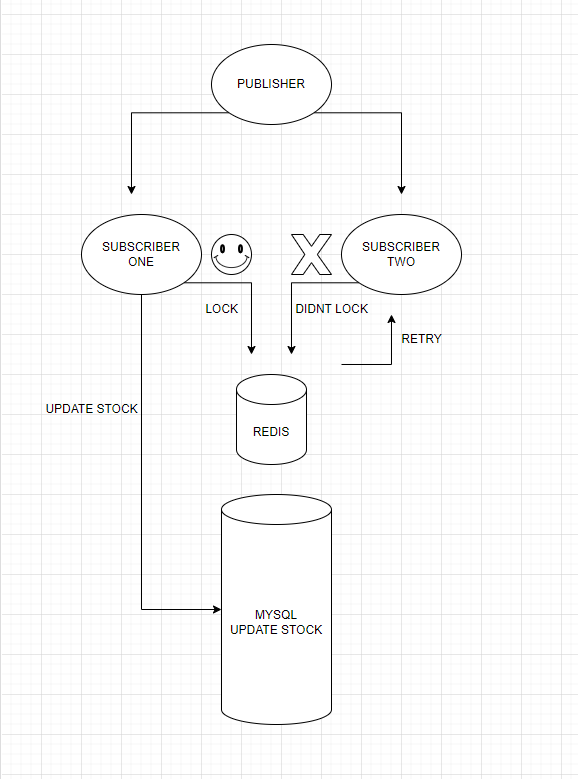 PUBLISHER
SUBSCRIBER
ONE
X
SUBSCRIBER
TWO
LOCK
DIDNT LOCK
RETRY
UPDATE STOCK
REDIS
MYSQL
UPDATE STOCK